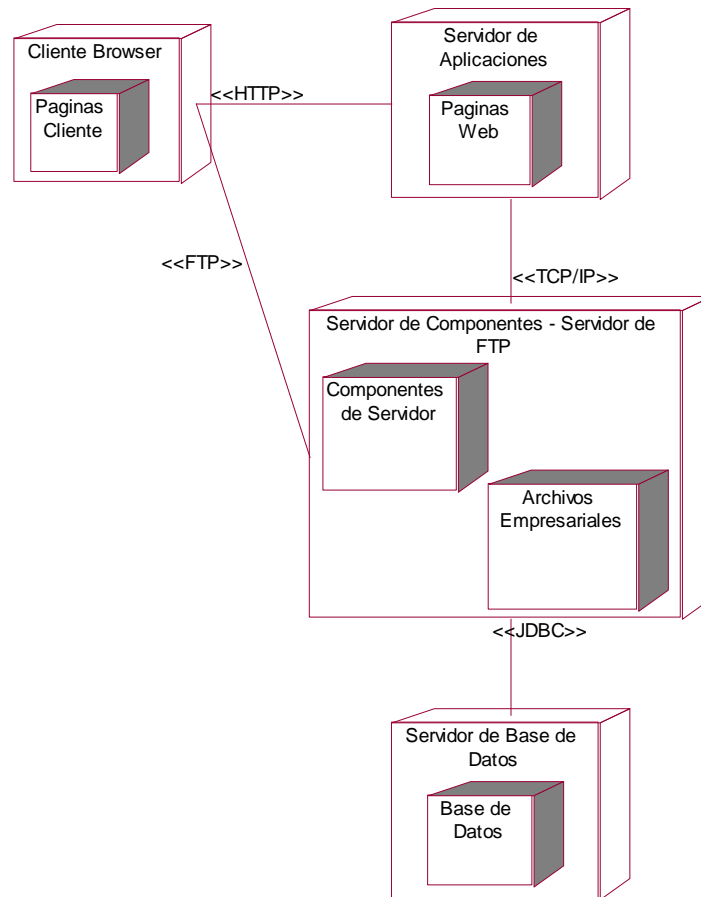 Cliente Browser
Paginas
Cliente
<<HTTP>>
Servidor de
Aplicaciones
Paginas
Web
<<FTP>>
<<TCP/IP>>
Servidor de Componentes - Servidor de
FTP
Componentes
de Servidor
Archivos
Empresariales
<<JDBC>>
Servidor de Base de
Datos
Base de
Datos